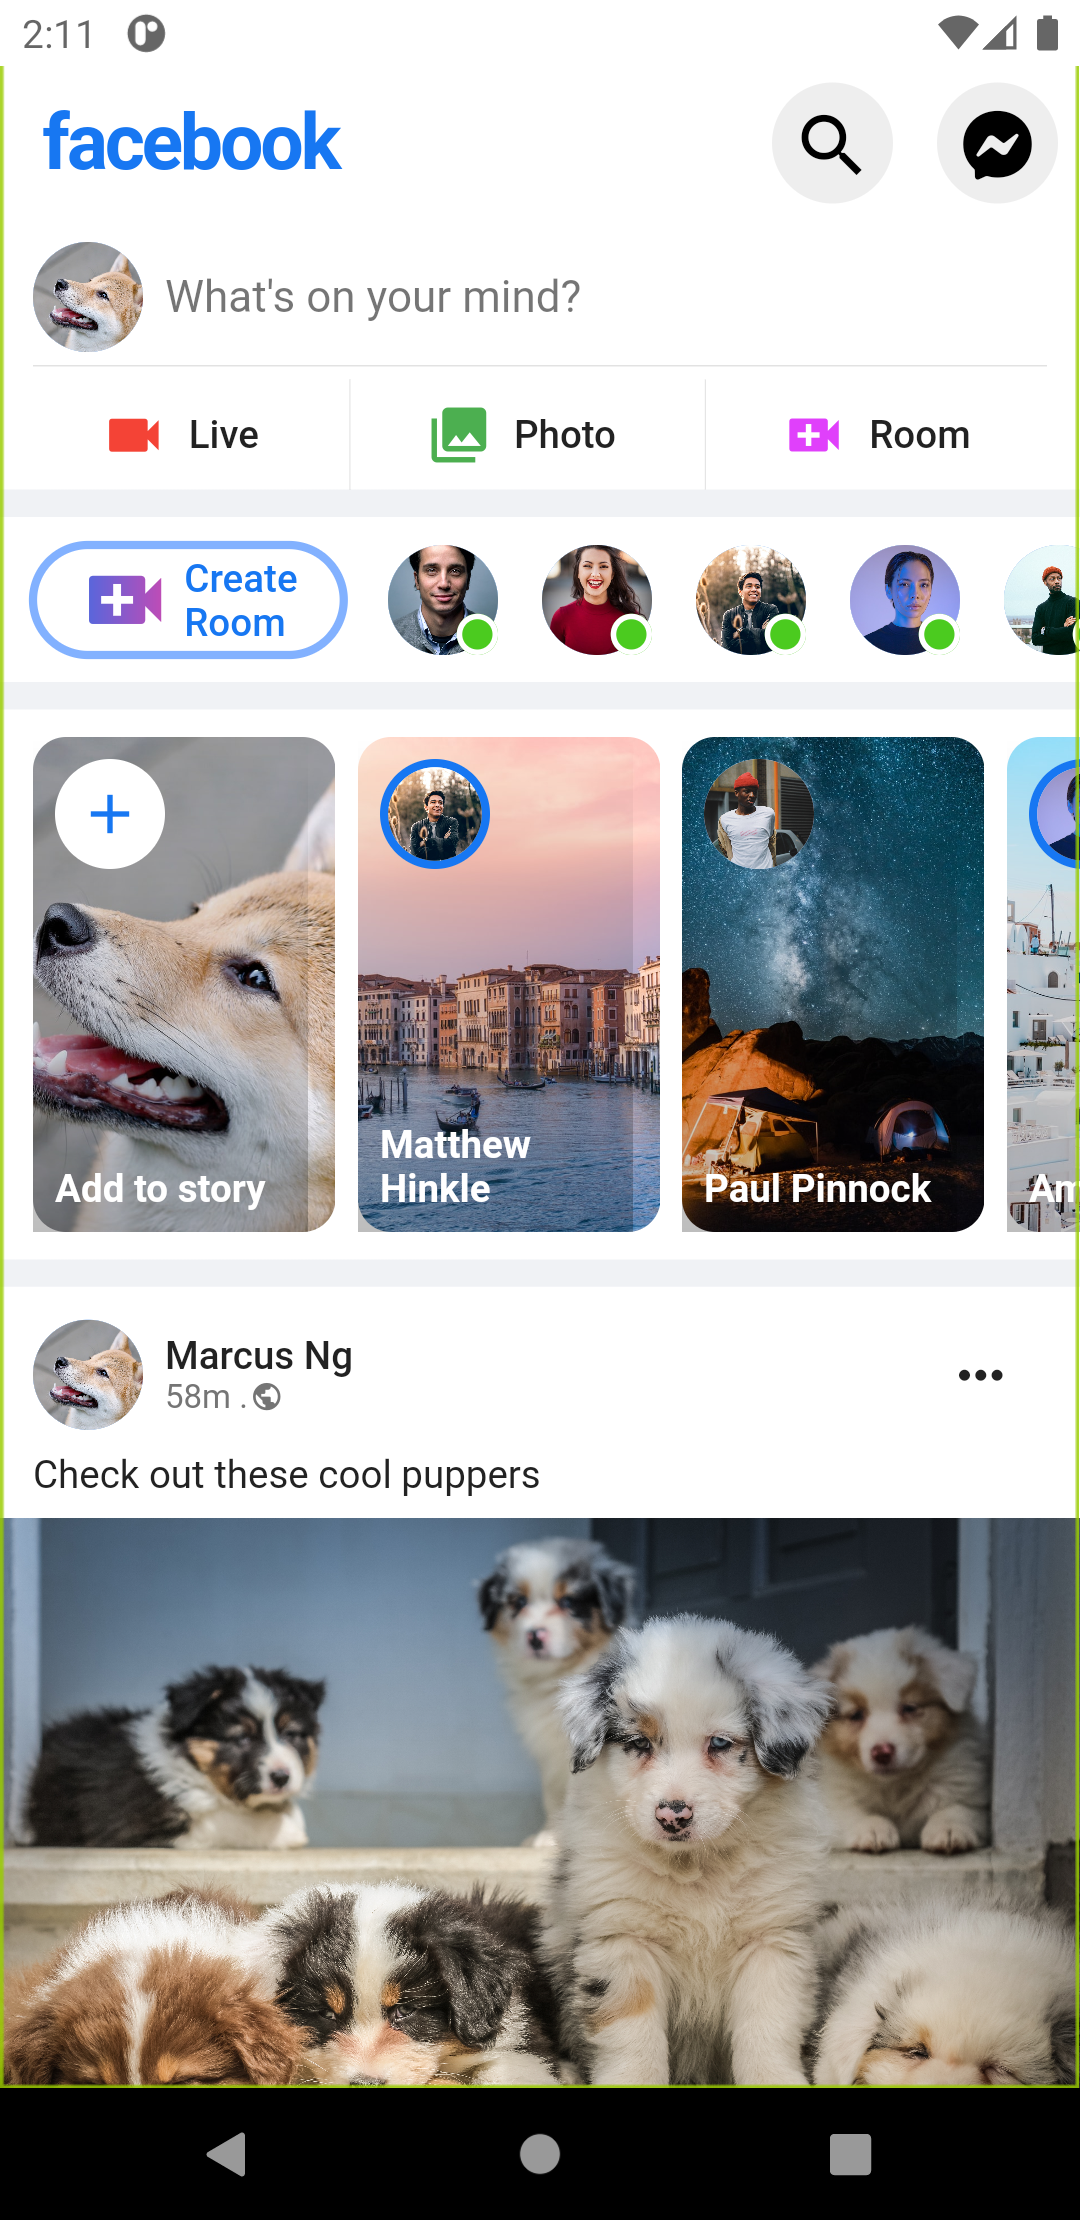 2:11
facebook
What's on your mind?
Live
Photo
Room
Create
Room
Add to story
Matthew
Hinkle
Paul Pinnock
Marcus Ng
58m .
Check out these cool puppers